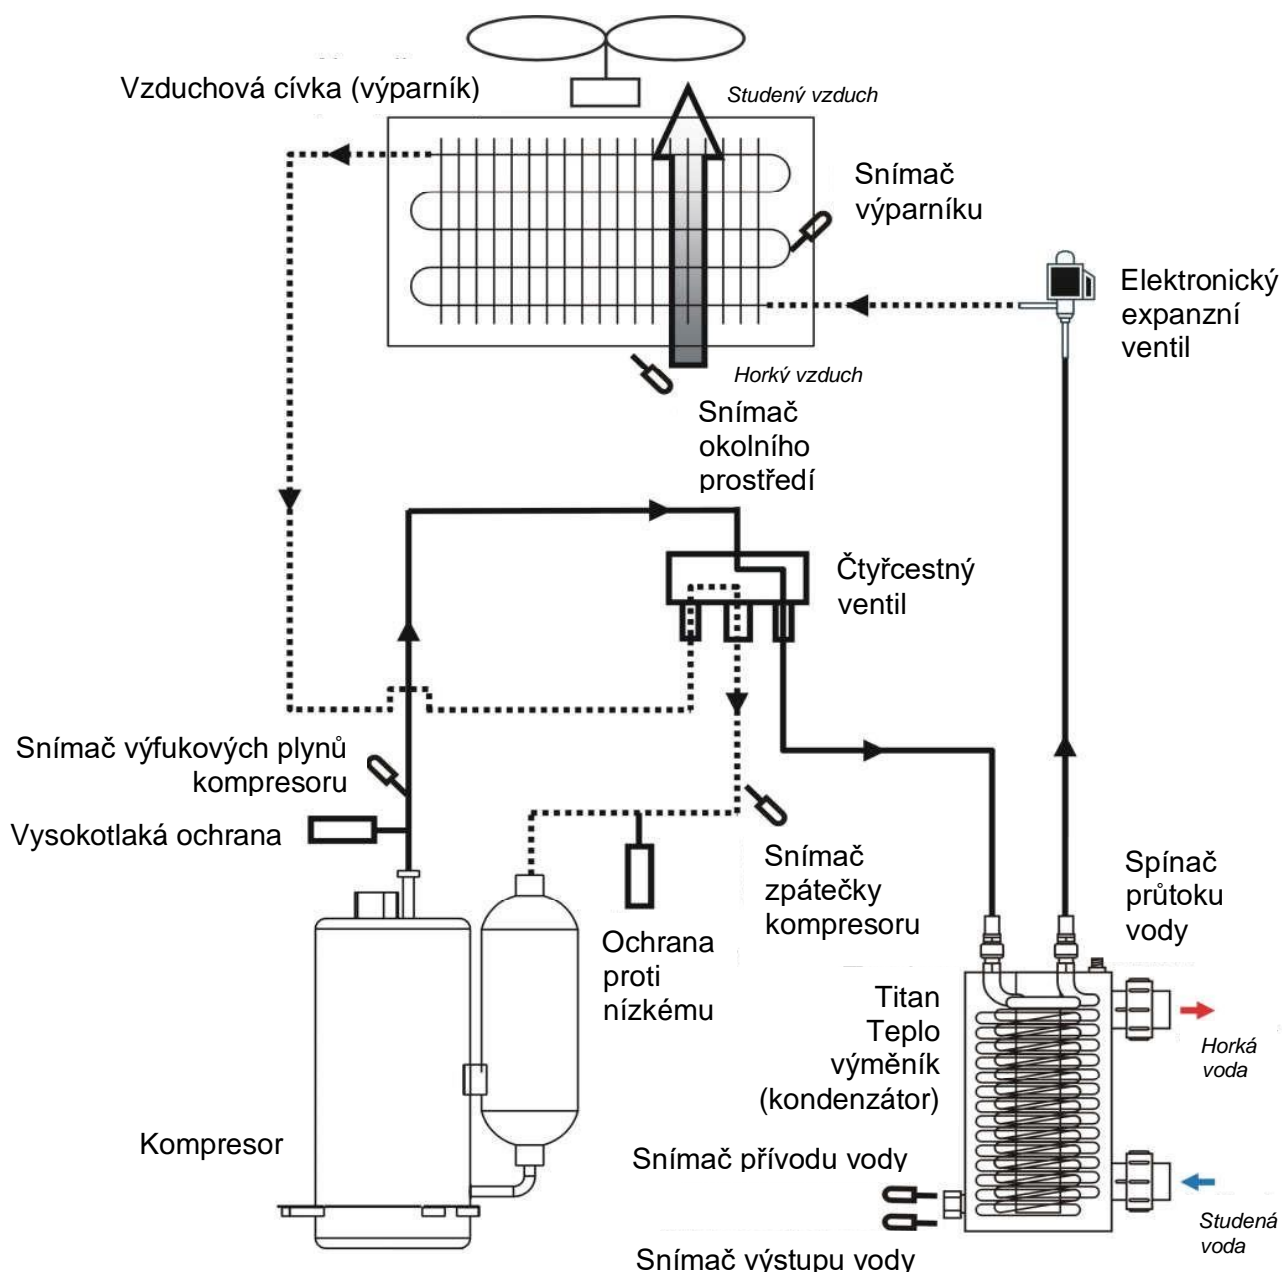 Vzduchová cívka (výparník)
Studený vzduch
Snímač
výparníku
Elektronický
expanzní
ventil
Horký vzduch
Snímač
okolního
prostředí
Čtyřcestný
ventil
Snímač výfukových plynů
kompresoru
Vysokotlaká ochrana
Snímač
zpátečky
kompresoru
Spínač
průtoku
vody
Ochrana
proti
nízkému
Titan
Teplo
výměník
(kondenzátor)
Horká
voda
Kompresor
Snímač přívodu vody
Studená
voda
Snímač výstupu vody